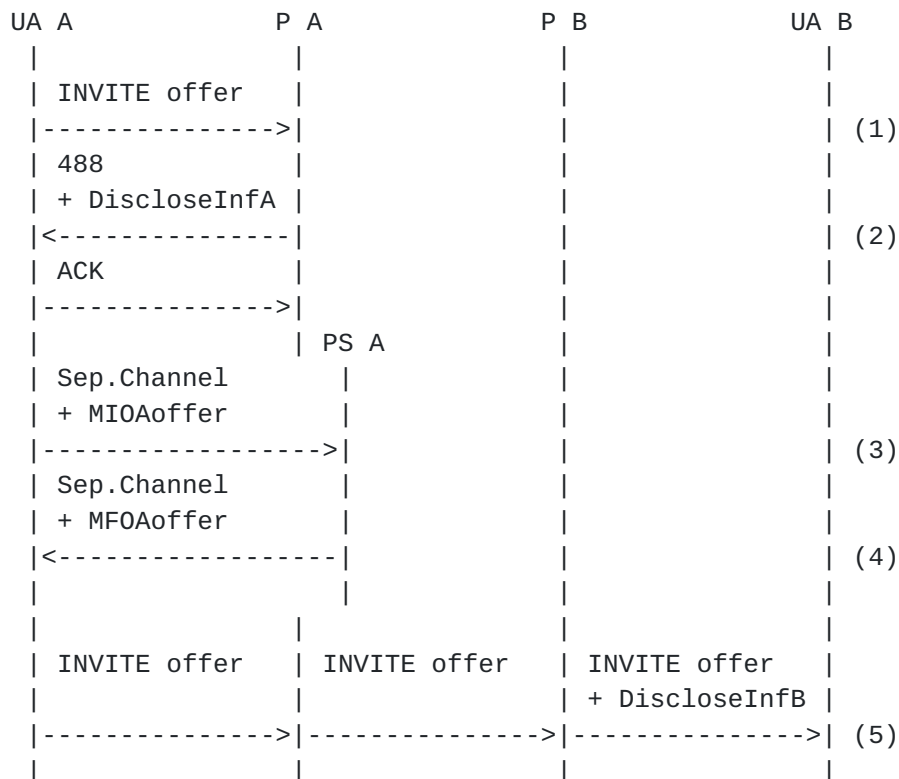 UA A P A P B UA B
INVITE offer
(1)
488
+ DiscloseInfA
(2)
ACK
PS A
Sep.Channel
+ MIOAoffer
(3)
Sep.Channel
+ MFOAoffer
(4)
INVITE offer INVITE offer INVITE offer
+ DiscloseInfB
(5)